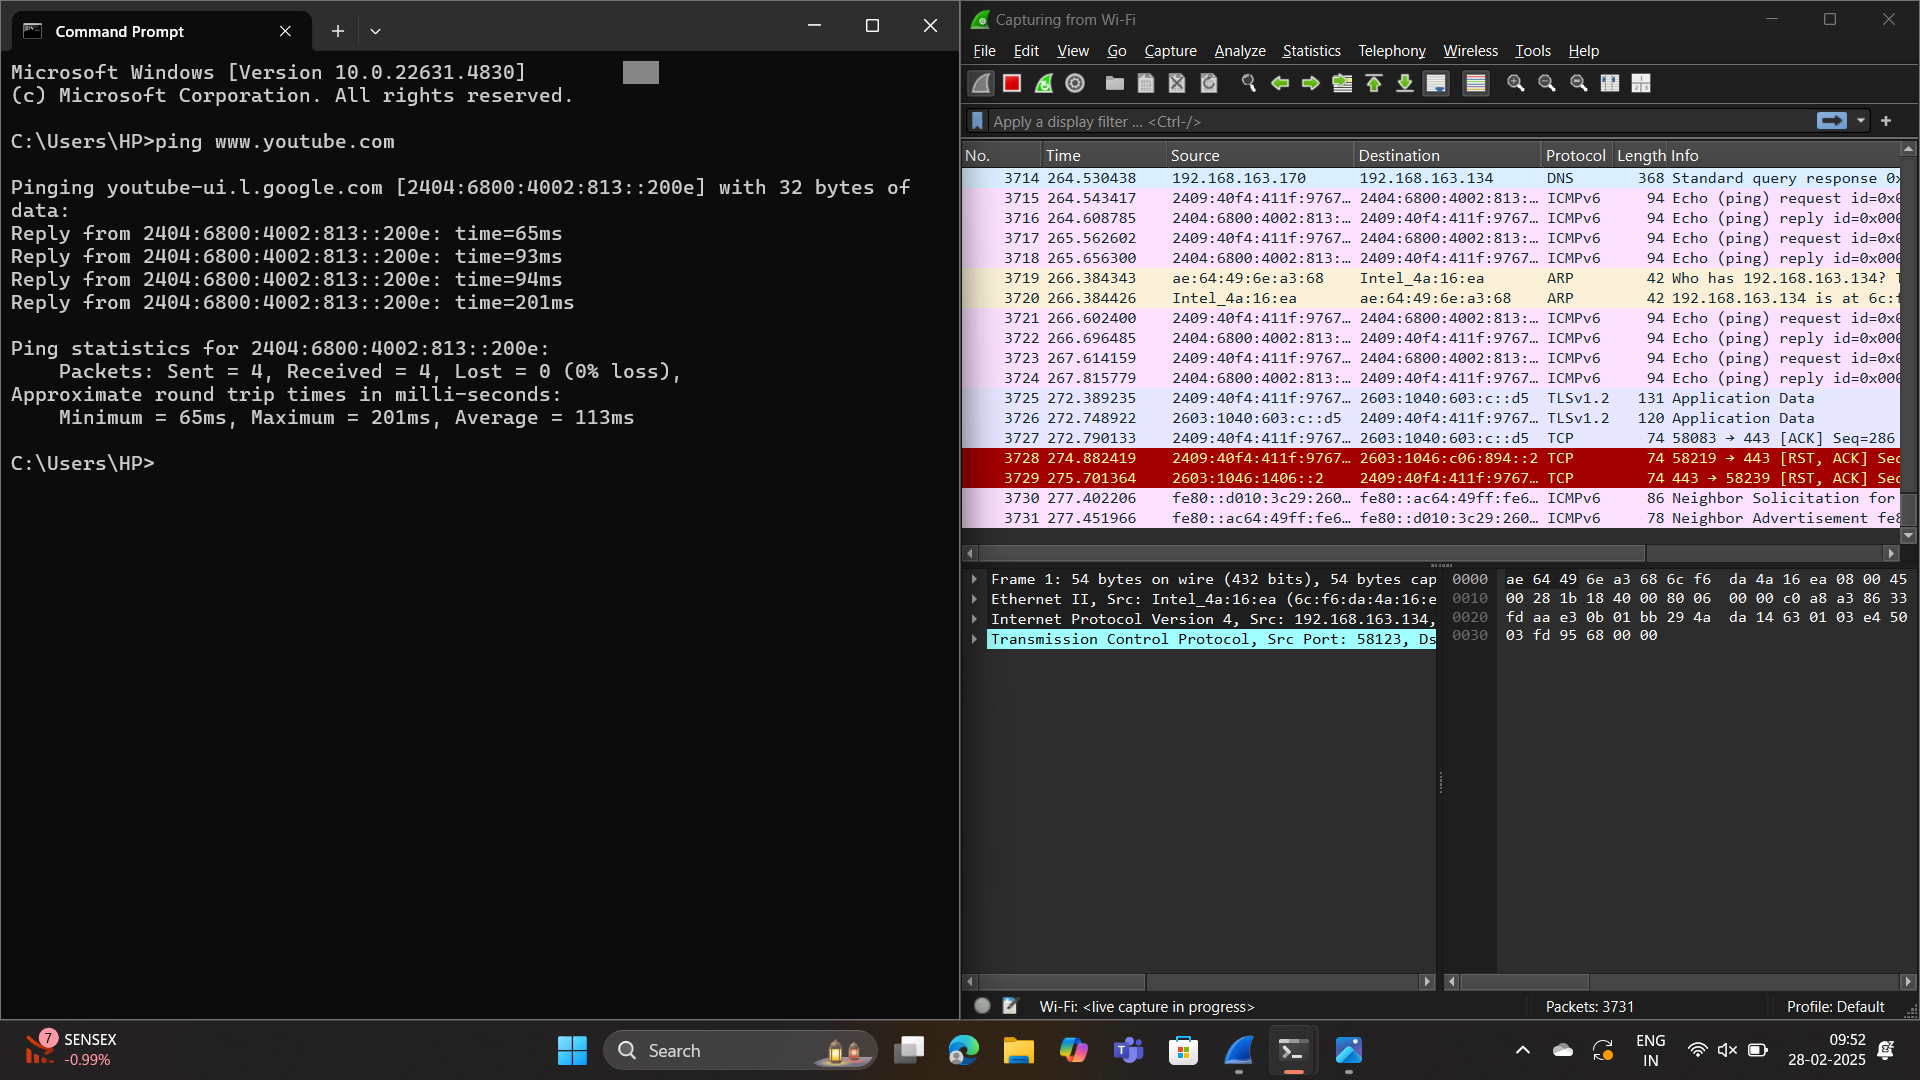 Command Prompt
Microsoft Windows [Version 10.0.22631.4830]
(c) Microsoft Corporation. All rights reserved.
C:\Users\HP>ping www.youtube.com
Pinging youtube-ui.l.google.com [2404:6800:4002:813::200e] with 32 bytes of
data:
Reply from 2404:6800:4002:813::200e: time=65ms
Reply from 2404:6800:4002:813::200e: time=93ms
Reply from 2404:6800:4002:813::200e: time=94ms
Reply from 2404:6800:4002:813::200e: time=201ms
Ping statistics for 2404:6800:4002:813::200e:
Packets: Sent = 4, Received = 4, Lost = 0 (0% loss),
Approximate round trip times in milli-seconds:
Minimum = 65ms, Maximum = 201ms, Average = 113ms
C:\Users\HP>
Capturing from Wi-Fi
File Edit View Go Capture Analyze Statistics Telephony Wireless Tools Help
Apply a display filter ... <Ctrl-/>
No. Time Source Destination Protocol Length Info
3714 264.530438 192.168.163.170 192.168.163.134 DNS 368 Standard query response 0x
3715 264.543417 2409:40f4:411f:9767… 2404:6800:4002:813:… ICMPv6 94 Echo (ping) request id=0x0
3716 264.608785 2404:6800:4002:813:… 2409:40f4:411f:9767… ICMPv6 94 Echo (ping) reply id=0x000
3717 265.562602 2409:40f4:411f:9767… 2404:6800:4002:813:… ICMPv6 94 Echo (ping) request id=0x0
3718 265.656300 2404:6800:4002:813:… 2409:40f4:411f:9767… ICMPv6 94 Echo (ping) reply id=0x000
3719 266.384343 ae:64:49:6e:a3:68 Intel_4a:16:ea ARP 42 Who has 192.168.163.134? T
3720 266.384426 Intel_4a:16:ea ae:64:49:6e:a3:68 ARP 42 192.168.163.134 is at 6c:f
3721 266.602400 2409:40f4:411f:9767… 2404:6800:4002:813:… ICMPv6 94 Echo (ping) request id=0x0
3722 266.696485 2404:6800:4002:813:… 2409:40f4:411f:9767… ICMPv6 94 Echo (ping) reply id=0x000
3723 267.614159 2409:40f4:411f:9767… 2404:6800:4002:813:… ICMPv6 94 Echo (ping) request id=0x0
3724 267.815779 2404:6800:4002:813:… 2409:40f4:411f:9767… ICMPv6 94 Echo (ping) reply id=0x000
3725 272.389235 2409:40f4:411f:9767… 2603:1040:603:c::d5 TLSv1.2 131 Application Data
3726 272.748922 2603:1040:603:c::d5 2409:40f4:411f:9767… TLSv1.2 120 Application Data
3727 272.790133 2409:40f4:411f:9767… 2603:1040:603:c::d5 TCP 74 58083 → 443 [ACK] Seq=286
3728 274.882419 2409:40f4:411f:9767… 2603:1046:c06:894::2 TCP 74 58219 → 443 [RST, ACK] Sec
3729 275.701364 2603:1046:1406::2 2409:40f4:411f:9767… TCP 74 443 → 58239 [RST, ACK] Sec
3730 277.402206 fe80::d010:3c29:260… fe80::ac64:49ff:fe6… ICMPv6 86 Neighbor Solicitation for
3731 277.451966 fe80::ac64:49ff:fe6… fe80::d010:3c29:260… ICMPv6 78 Neighbor Advertisement fe8
Frame 1: 54 bytes on wire (432 bits), 54 bytes cap
Ethernet II, Src: Intel_4a:16:ea (6c:f6:da:4a:16:e
Internet Protocol Version 4, Src: 192.168.163.134,
Transmission Control Protocol, Src Port: 58123, Ds
0000 ae 64 49 6e a3 68 6c f6 da 4a 16 ea 08 00 45
0010 00 28 1b 18 40 00 80 06 00 00 c0 a8 a3 86 33
0020 fd aa e3 0b 01 bb 29 4a da 14 63 01 03 e4 50
0030 03 fd 95 68 00 00
Wi-Fi: <live capture in progress> Packets: 3731 Profile: Default
7 SENSEX
-0.99%
Search
ENG
IN
09:52
28-02-2025